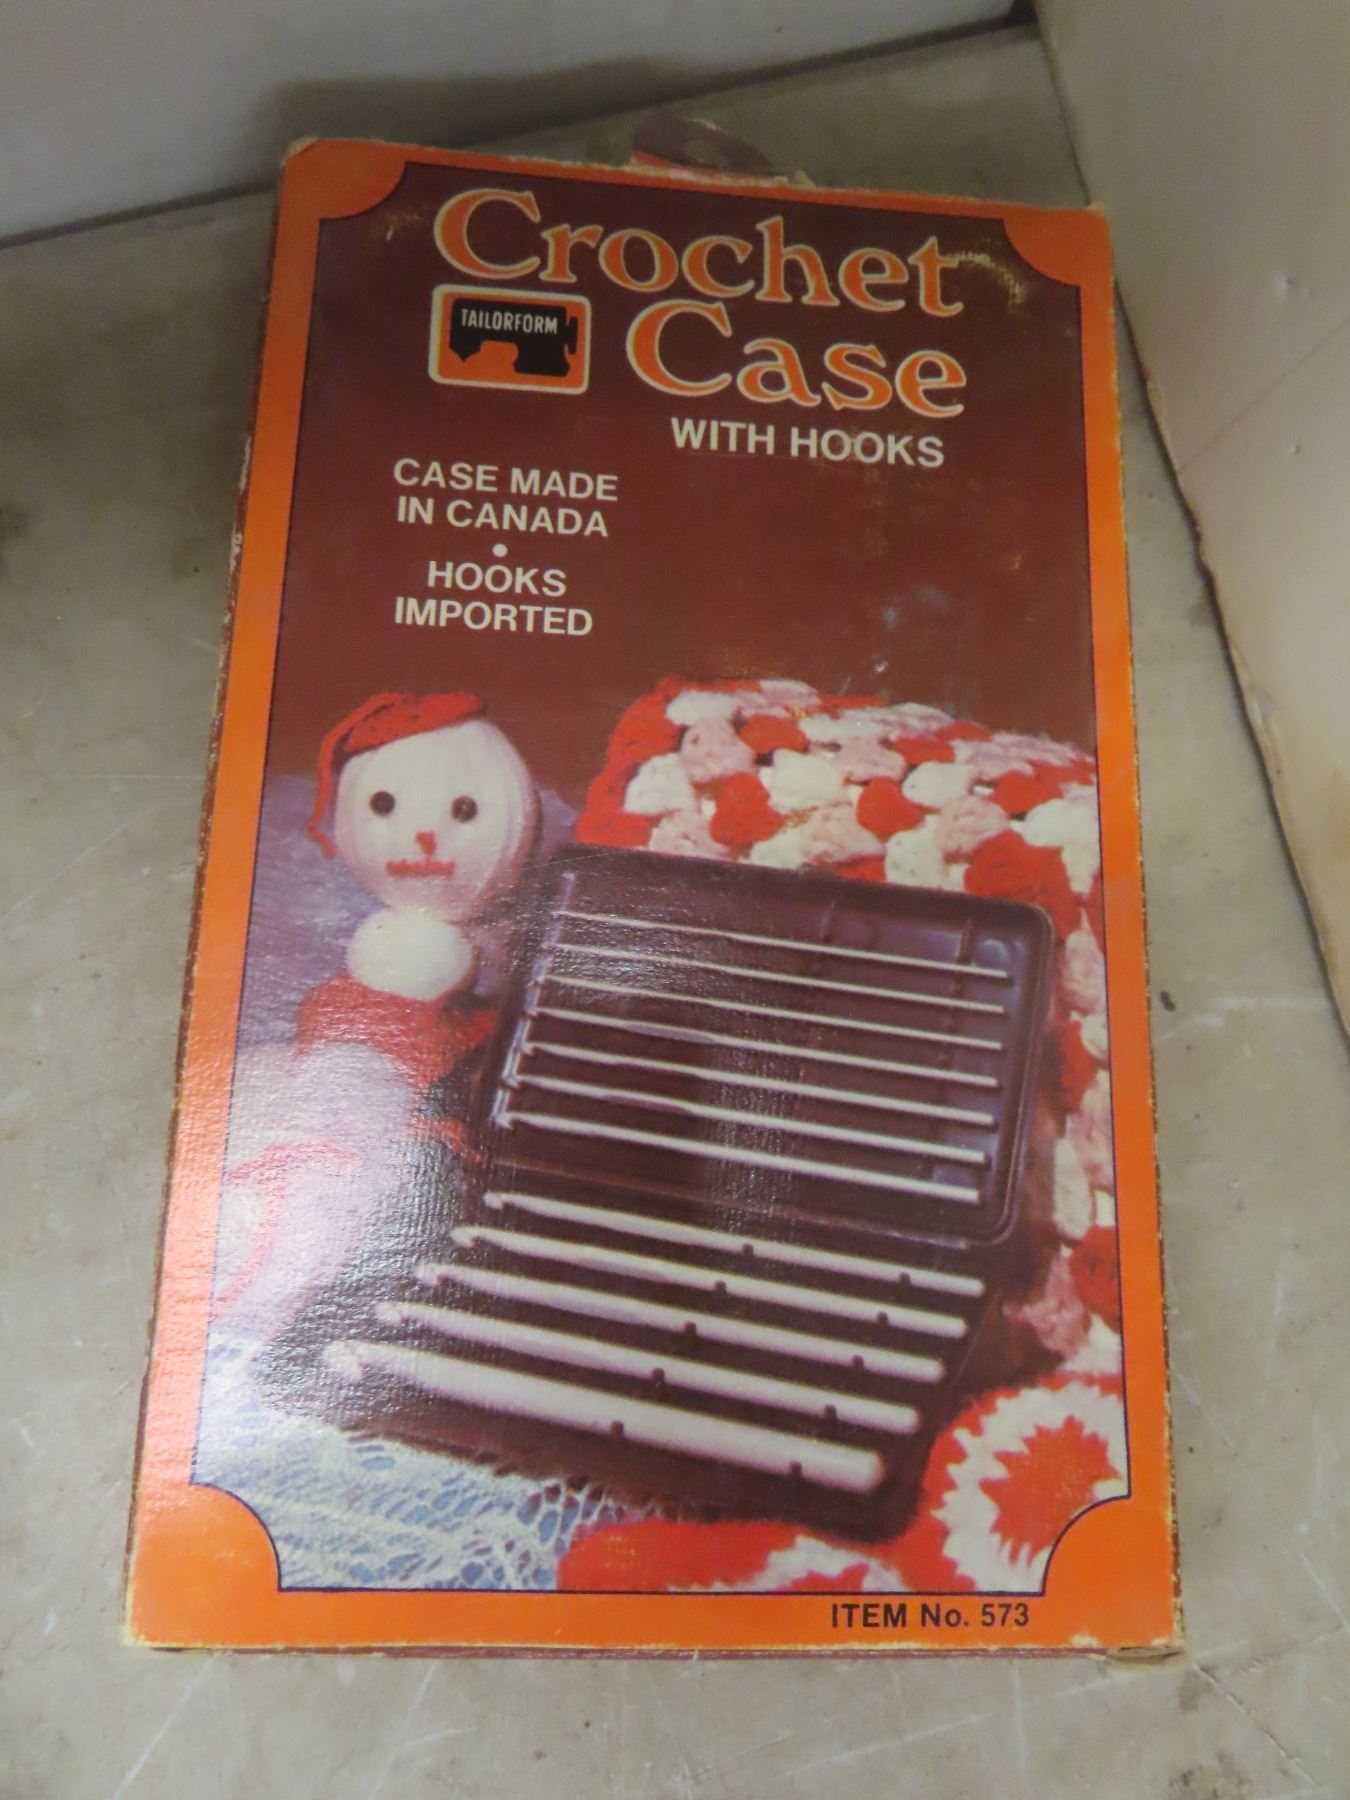 Crochet
TAILORFORM
Case
WITH HOOKS
CASE MADE
IN CANADA
•
HOOKS
IMPORTED
ITEM No. 573